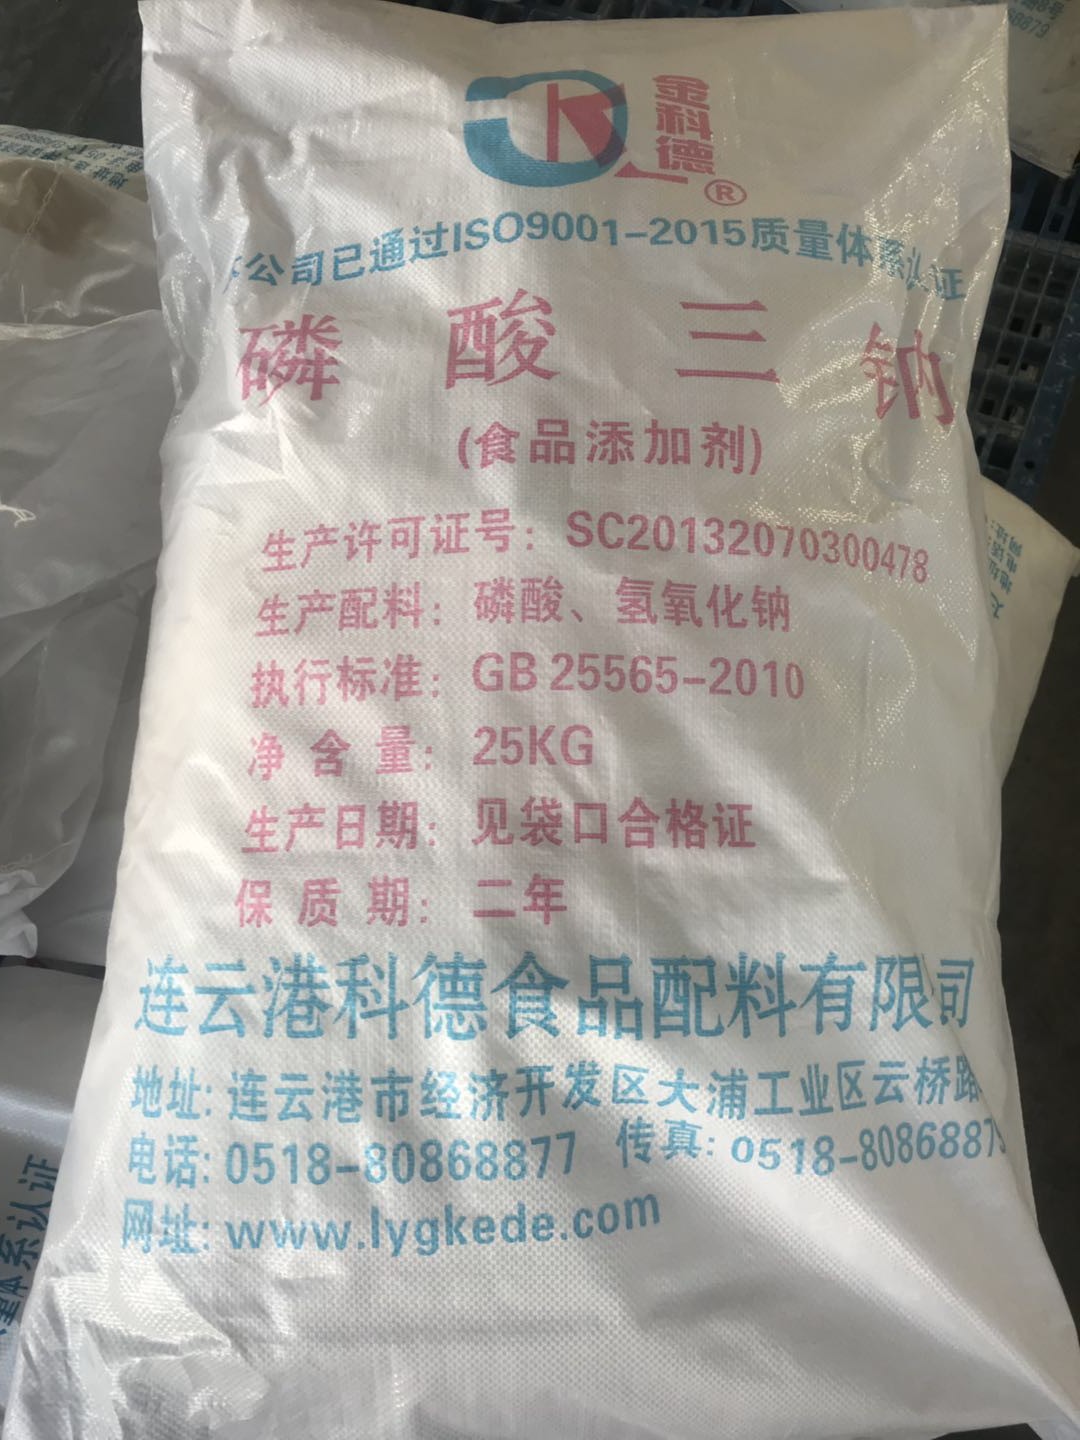 金科德®
公司已通过ISO9001-2015质量体系认证
磷酸三钠
(食品添加剂)
生产许可证号：SC20132070300478
生产配料：磷酸、氢氧化钠
执行标准：GB 25565-2010
净含量：25KG
生产日期：见袋口合格证
保质期：二年
连云港科德食品配料有限司
地址:连云港市经济开发区大浦工业区云桥路
电话:0518-80868877 传真:0518-80868879
网址:www.lygkede.com